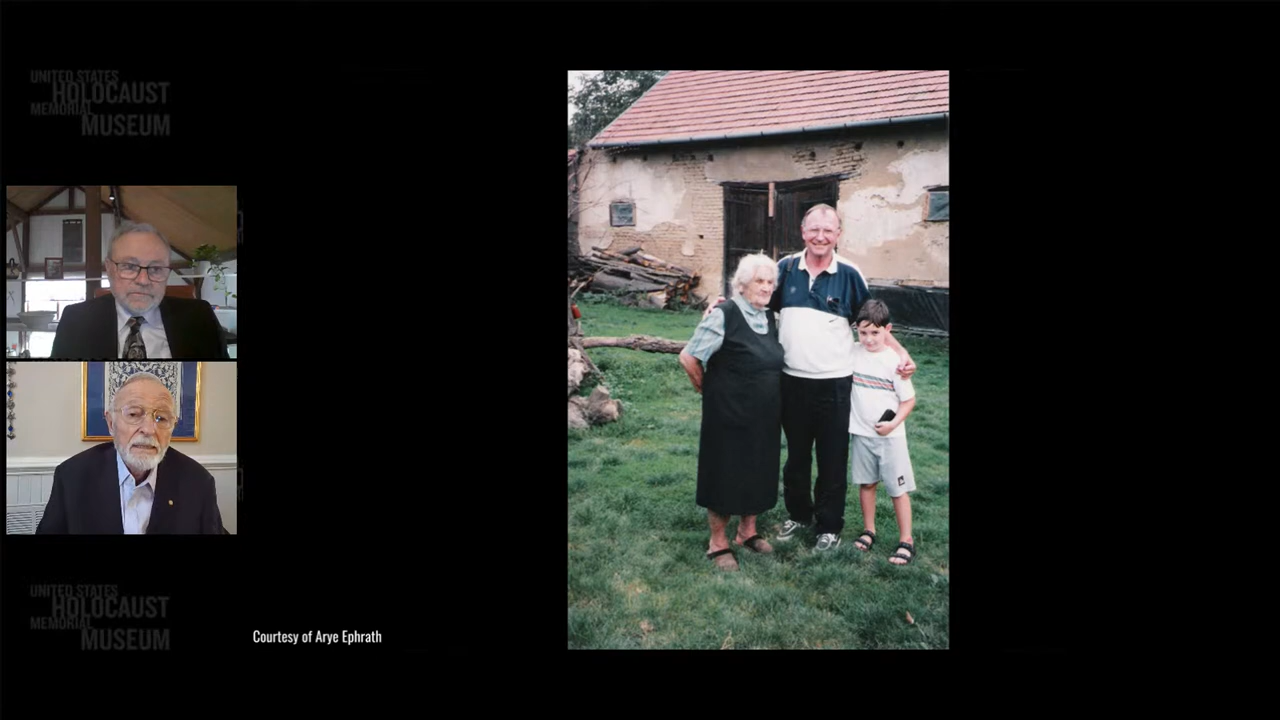 UNITED STATES
HOLOCAUST
MEMORIAL
MUSEUM
UNITED STATES
HOLOCAUST
MEMORIAL
MUSEUM
Courtesy of Arye Ephrath